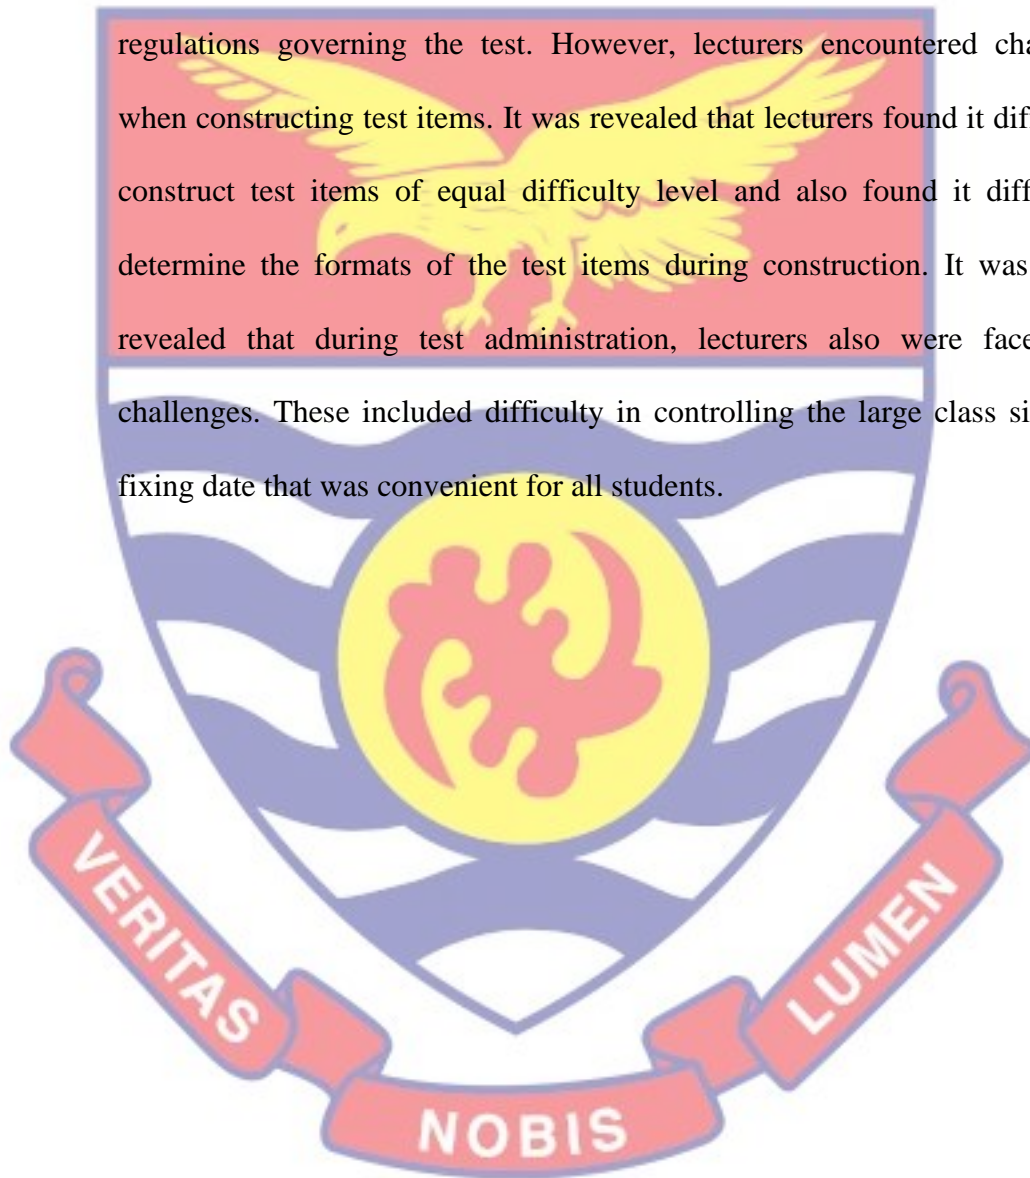 regulations governing the test. However, lecturers encountered cha
when constructing test items. It was revealed that lecturers found it diff
construct test items of equal difficulty level and also found it diff
determine the formats of the test items during construction. It was
revealed that during test administration, lecturers also were face
challenges. These included difficulty in controlling the large class si
fixing date that was convenient for all students.
VERITAS
NOBIS
LUMEN